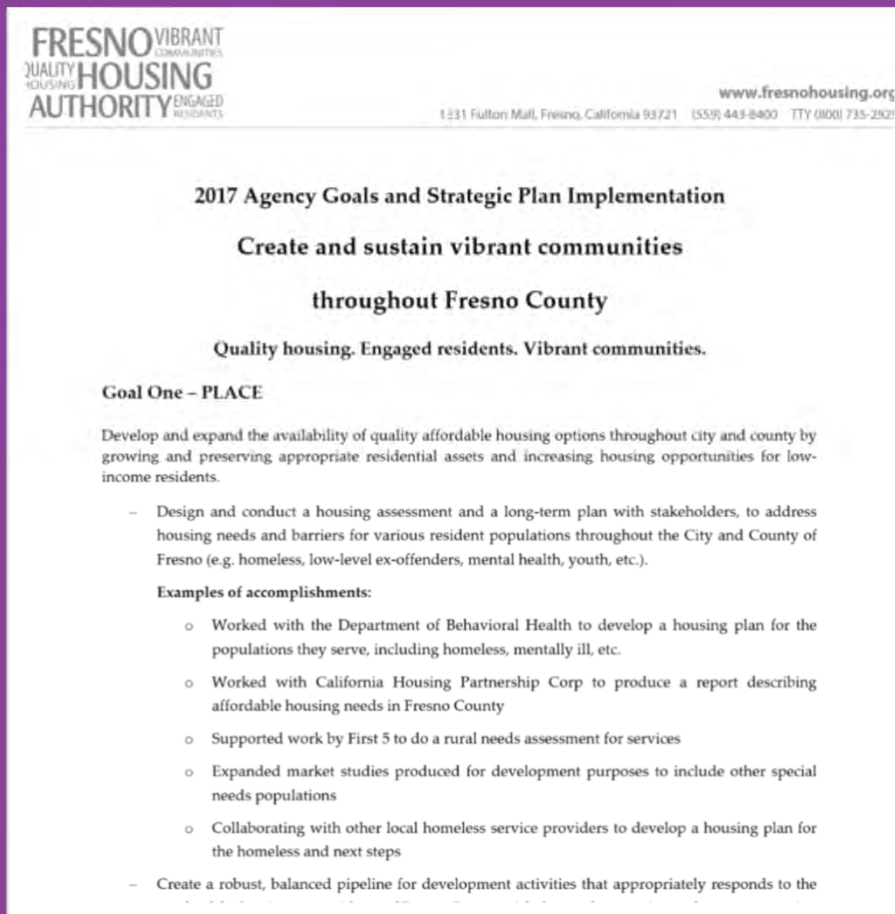 FRESNO VIBRANT COMMUNITIES
QUALITY HOUSING HOUSING
AUTHORITY ENGAGED RESIDENTS
www.fresnohousing.org
1331 Fulton Mall, Fresno, California 93721 (559) 443-8400 TTY (800) 735-2929
2017 Agency Goals and Strategic Plan Implementation
Create and sustain vibrant communities
throughout Fresno County
Quality housing. Engaged residents. Vibrant communities.
Goal One – PLACE
Develop and expand the availability of quality affordable housing options throughout city and county by
growing and preserving appropriate residential assets and increasing housing opportunities for low-
income residents.
– Design and conduct a housing assessment and a long-term plan with stakeholders, to address
housing needs and barriers for various resident populations throughout the City and County of
Fresno (e.g. homeless, low-level ex-offenders, mental health, youth, etc.).
Examples of accomplishments:
o Worked with the Department of Behavioral Health to develop a housing plan for the
populations they serve, including homeless, mentally ill, etc.
o Worked with California Housing Partnership Corp to produce a report describing
affordable housing needs in Fresno County
o Supported work by First 5 to do a rural needs assessment for services
o Expanded market studies produced for development purposes to include other special
needs populations
o Collaborating with other local homeless service providers to develop a housing plan for
the homeless and next steps
– Create a robust, balanced pipeline for development activities that appropriately responds to the